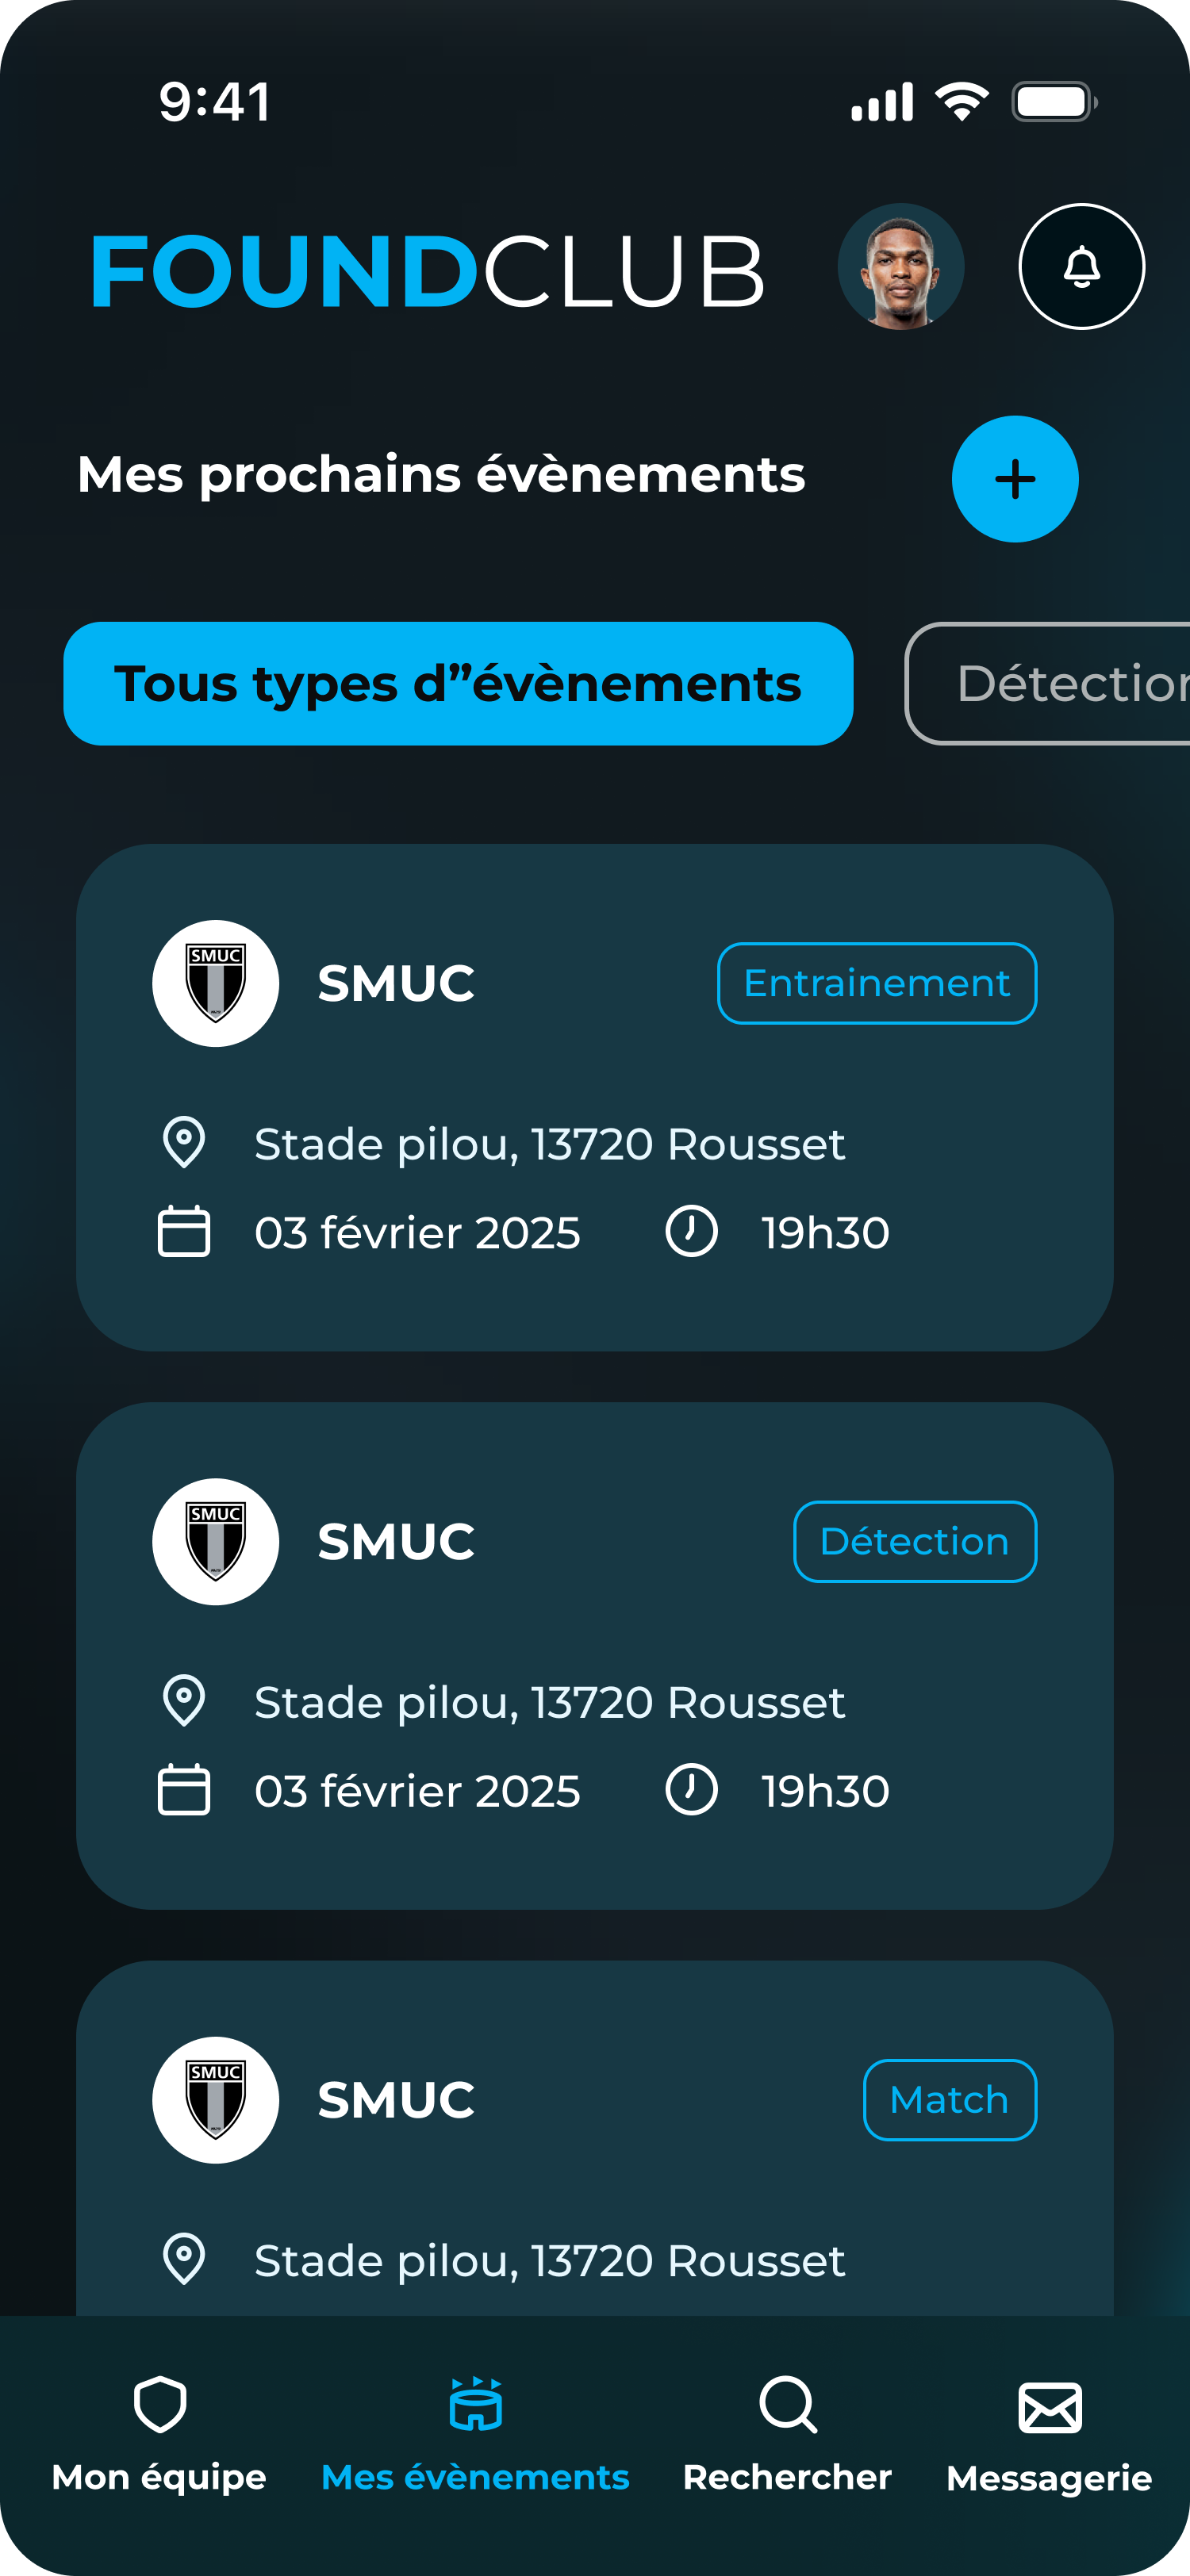 9:41
FOUNDCLUB
Mes prochains évènements
Tous types d’’évènements
Détection
SMUC
SMUC
Entrainement
Stade pilou, 13720 Rousset
03 février 2025
19h30
SMUC
SMUC
Détection
Stade pilou, 13720 Rousset
03 février 2025
19h30
SMUC
SMUC
Match
Stade pilou, 13720 Rousset
Mon équipe
Mes évènements
Rechercher
Messagerie